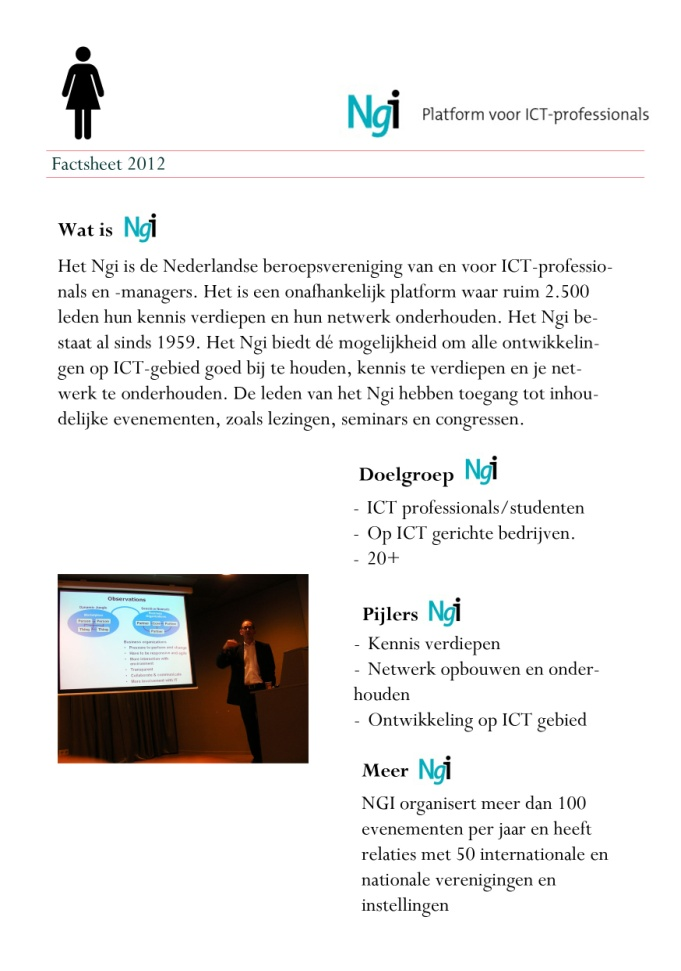 Ngi Platform voor ICT-professionals
Factsheet 2012
Wat is Ngi
Het Ngi is de Nederlandse beroepsvereniging van en voor ICT-professio-
nals en -managers. Het is een onafhankelijk platform waar ruim 2.500
leden hun kennis verdiepen en hun netwerk onderhouden. Het Ngi be-
staat al sinds 1959. Het Ngi biedt dé mogelijkheid om alle ontwikkelin-
gen op ICT-gebied goed bij te houden, kennis te verdiepen en je net-
werk te onderhouden. De leden van het Ngi hebben toegang tot inhou-
delijke evenementen, zoals lezingen, seminars en congressen.
Doelgroep Ngi
- ICT professionals/studenten
- Op ICT gerichte bedrijven.
- 20+
Observations
Pijlers Ngi
- Kennis verdiepen
- Netwerk opbouwen en onder-
houden
- Ontwikkeling op ICT gebied
Meer Ngi
NGI organisert meer dan 100
evenementen per jaar en heeft
relaties met 50 internationale en
nationale verenigingen en
instellingen